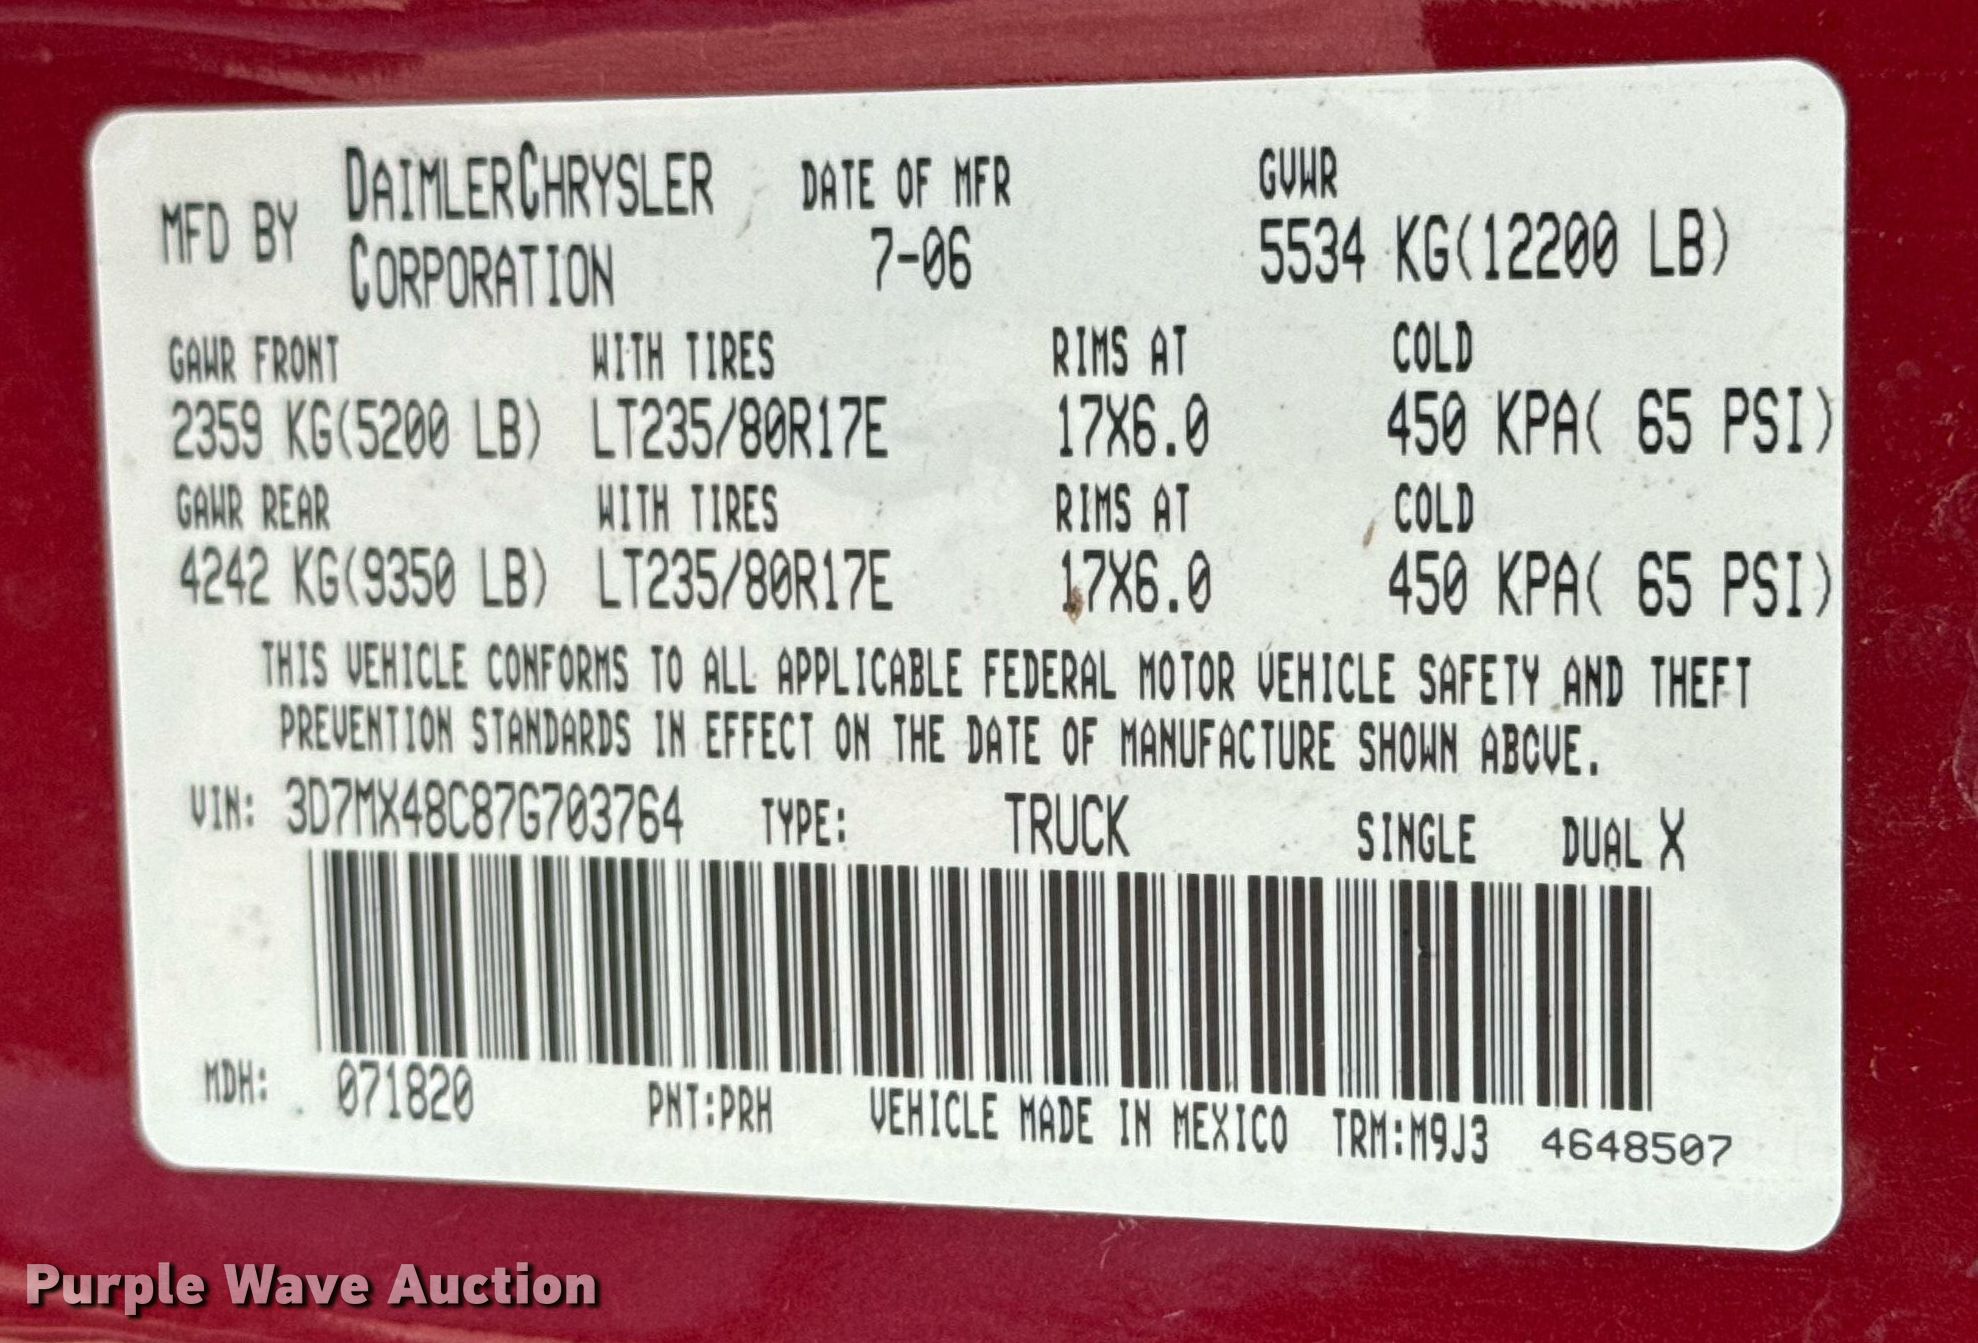 MFD BY DAIMLERCHRYSLER CORPORATION DATE OF MFR 7-06 GVWR 5534 KG(12200 LB)
GAWR FRONT WITH TIRES RIMS AT COLD
2359 KG(5200 LB) LT235/80R17E 17X6.0 450 KPA( 65 PSI)
GAWR REAR WITH TIRES RIMS AT COLD
4242 KG(9350 LB) LT235/80R17E 17X6.0 450 KPA( 65 PSI)
THIS VEHICLE CONFORMS TO ALL APPLICABLE FEDERAL MOTOR VEHICLE SAFETY AND THEFT
PREVENTION STANDARDS IN EFFECT ON THE DATE OF MANUFACTURE SHOWN ABOVE.
VIN: 3D7MX48C87G703764 TYPE: TRUCK SINGLE DUAL X
MDH: 071820 PNT:PRH VEHICLE MADE IN MEXICO TRM:M9J3 4648507
Purple Wave Auction